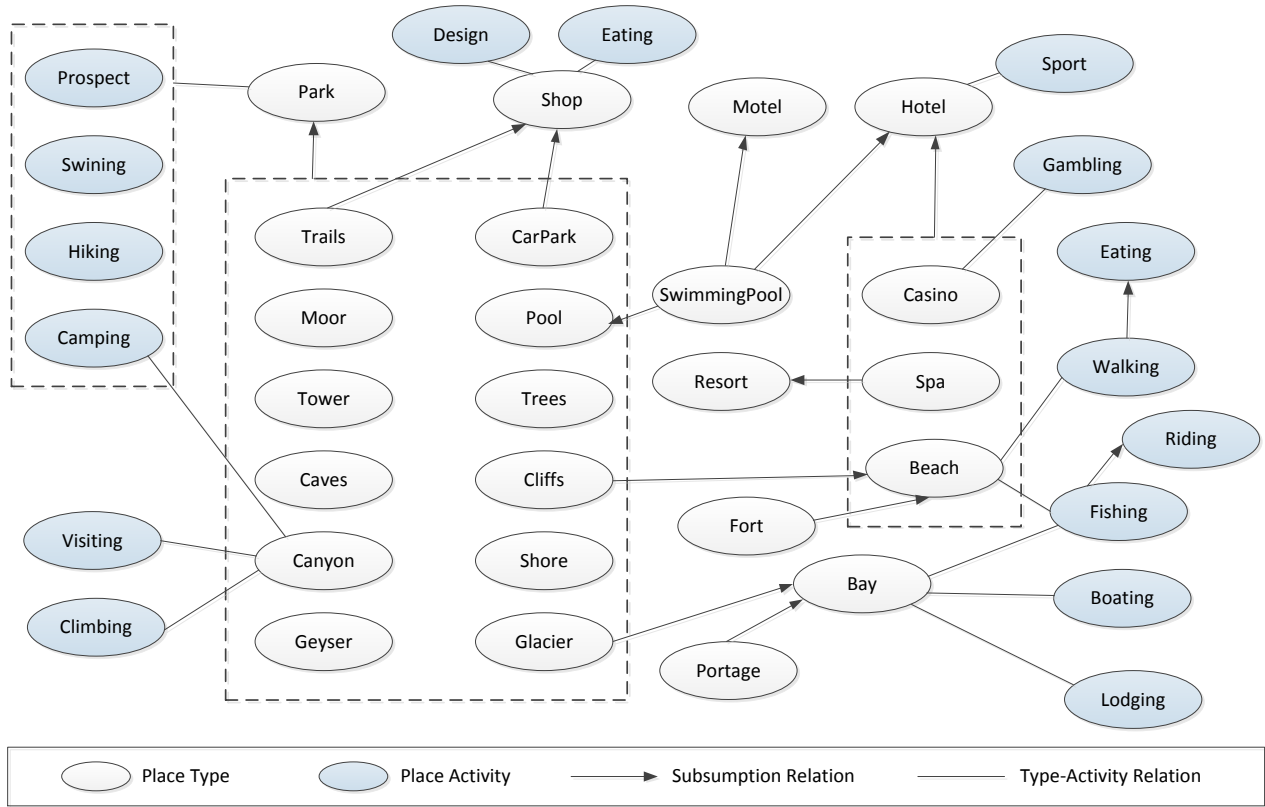 Design
Eating
Prospect
Park
Shop
Motel
Hotel
Sport
Swining
Gambling
Trails
CarPark
Hiking
Eating
SwimmingPool
Casino
Moor
Pool
Camping
Walking
Resort
Spa
Tower
Trees
Riding
Beach
Caves
Cliffs
Fort
Fishing
Visiting
Canyon
Shore
Bay
Boating
Climbing
Geyser
Glacier
Portage
Lodging
Place Type
Place Activity
Subsumption Relation
Type-Activity Relation